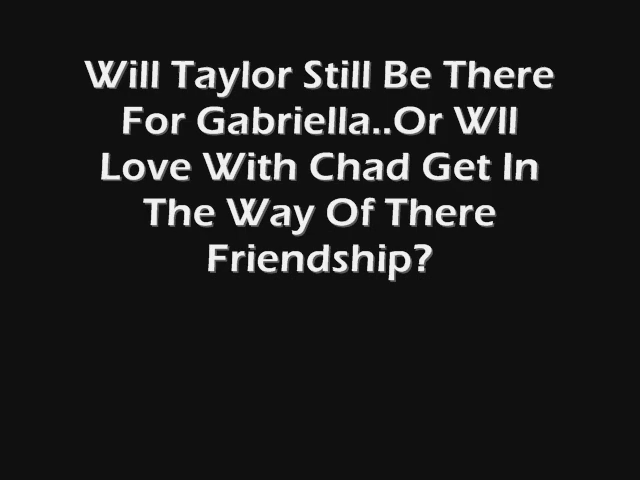 Will Taylor Still Be There
For Gabriella..Or Wll
Love With Chad Get In
The Way Of There
Friendship?